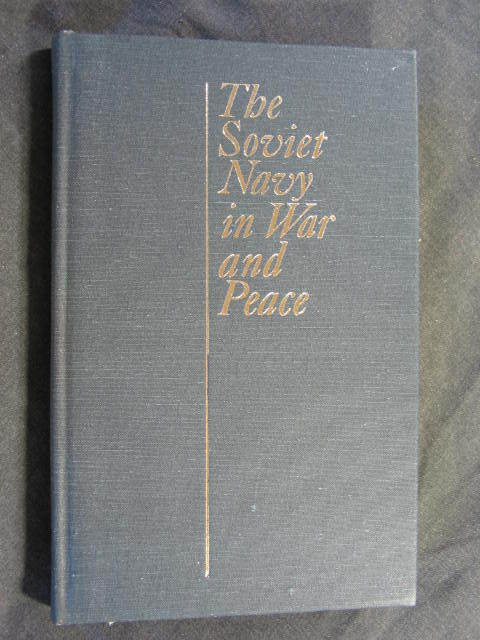 The
Soviet
Navy
in War
and
Peace